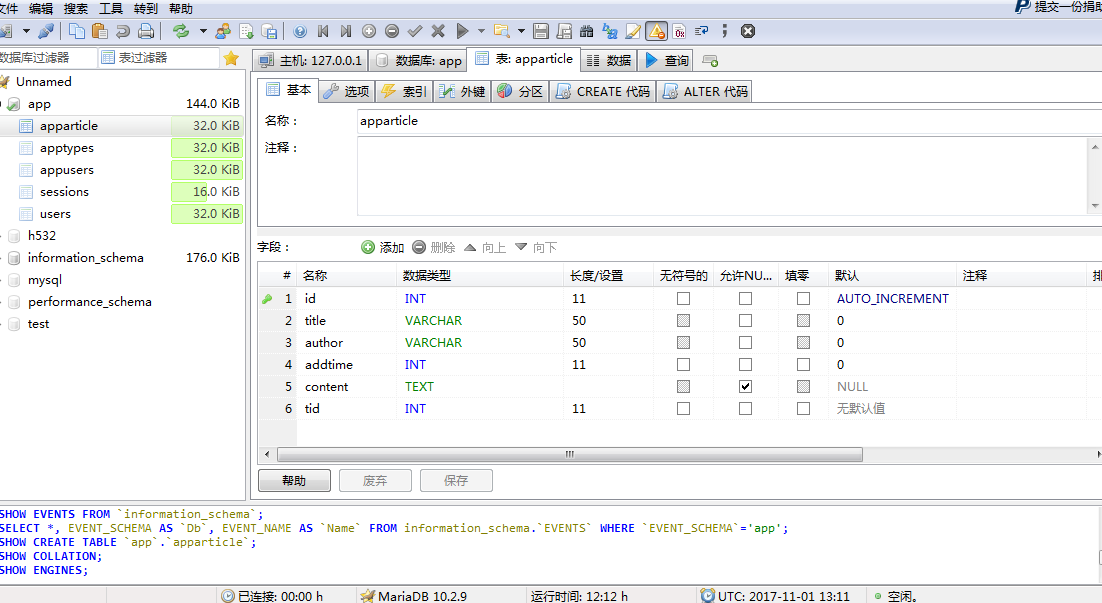 文件 编辑 搜索 工具 转到 帮助 提交一份捐助
数据库过滤器 表过滤器
主机: 127.0.0.1 数据库: app 表: apparticle 数据 查询
Unnamed
app 144.0 KiB
apparticle 32.0 KiB
apptypes 32.0 KiB
appusers 32.0 KiB
sessions 16.0 KiB
users 32.0 KiB
h532
information_schema 176.0 KiB
mysql
performance_schema
test
基本 选项 索引 外键 分区 CREATE 代码 ALTER 代码
名称： apparticle
注释：
字段： 添加 删除 向上 向下
# 名称 数据类型 长度/设置 无符号的 允许NU... 填零 默认 注释 排
1 id INT 11 AUTO_INCREMENT
2 title VARCHAR 50 0
3 author VARCHAR 50 0
4 addtime INT 11 0
5 content TEXT NULL
6 tid INT 11 无默认值
帮助 废弃 保存
SHOW EVENTS FROM `information_schema`;
SELECT *, EVENT_SCHEMA AS `Db`, EVENT_NAME AS `Name` FROM information_schema.`EVENTS` WHERE `EVENT_SCHEMA`='app';
SHOW CREATE TABLE `app`.`apparticle`;
SHOW COLLATION;
SHOW ENGINES;
已连接: 00:00 h MariaDB 10.2.9 运行时间: 12:12 h UTC: 2017-11-01 13:11 空闲。